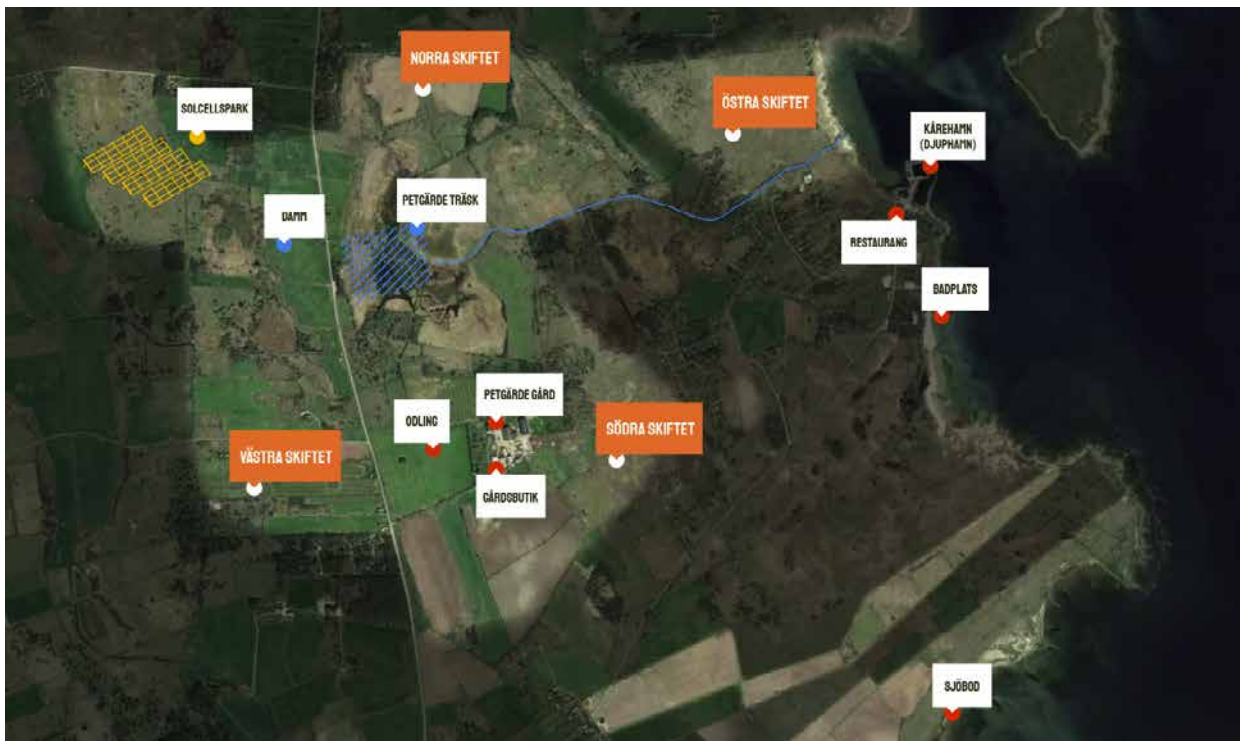 NORRA SKIFTET
SOLCELLSPARK
ÖSTRA SKIFTET
KÅREHAMN
(DJUPHAMN)
DAMM
PETGÄRDE TRÄSK
RESTAURANG
BADPLATS
PETGÄRDE GÅRD
ODLING
SÖDRA SKIFTET
VÄSTRA SKIFTET
GÅRDSBUTIK
SJÖBOD